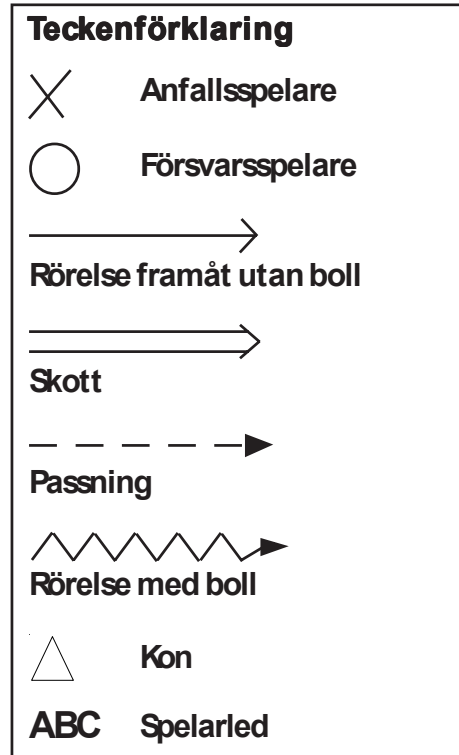 Teckenförklaring
Anfallsspelare
Försvarsspelare
Rörelse framåt utan boll
Skott
Passning
Rörelse med boll
Kon
ABC Spelarled